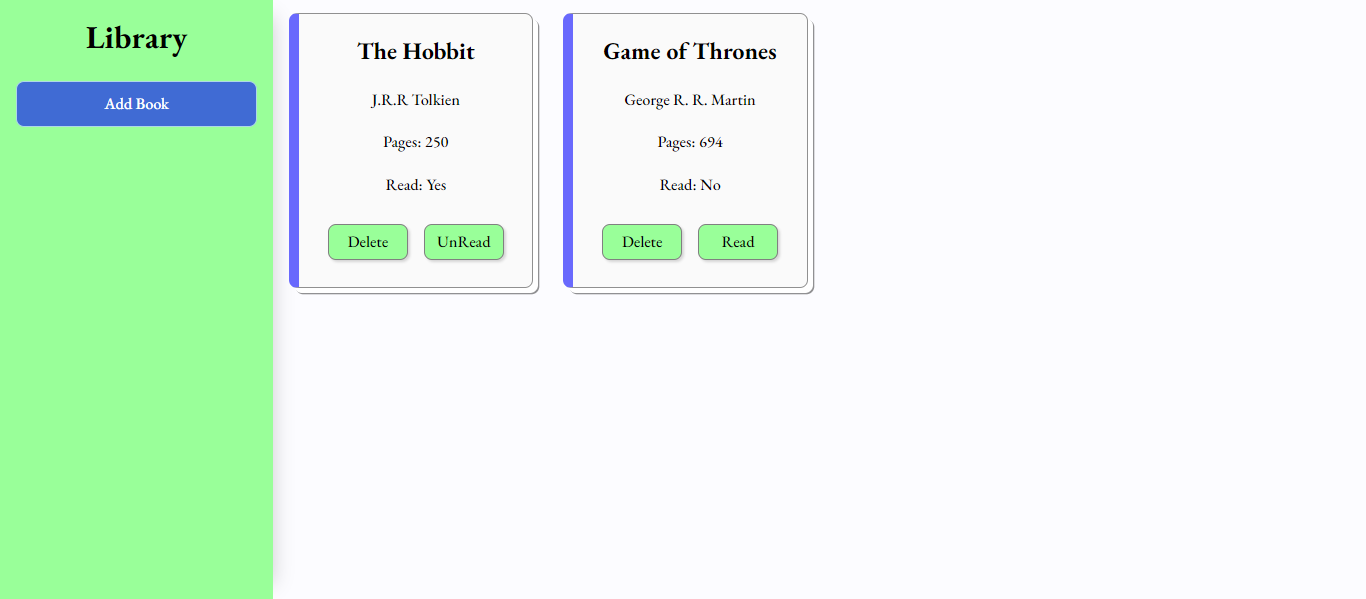 Library
Add Book
The Hobbit
J.R.R Tolkien
Pages: 250
Read: Yes
Delete UnRead
Game of Thrones
George R. R. Martin
Pages: 694
Read: No
Delete Read